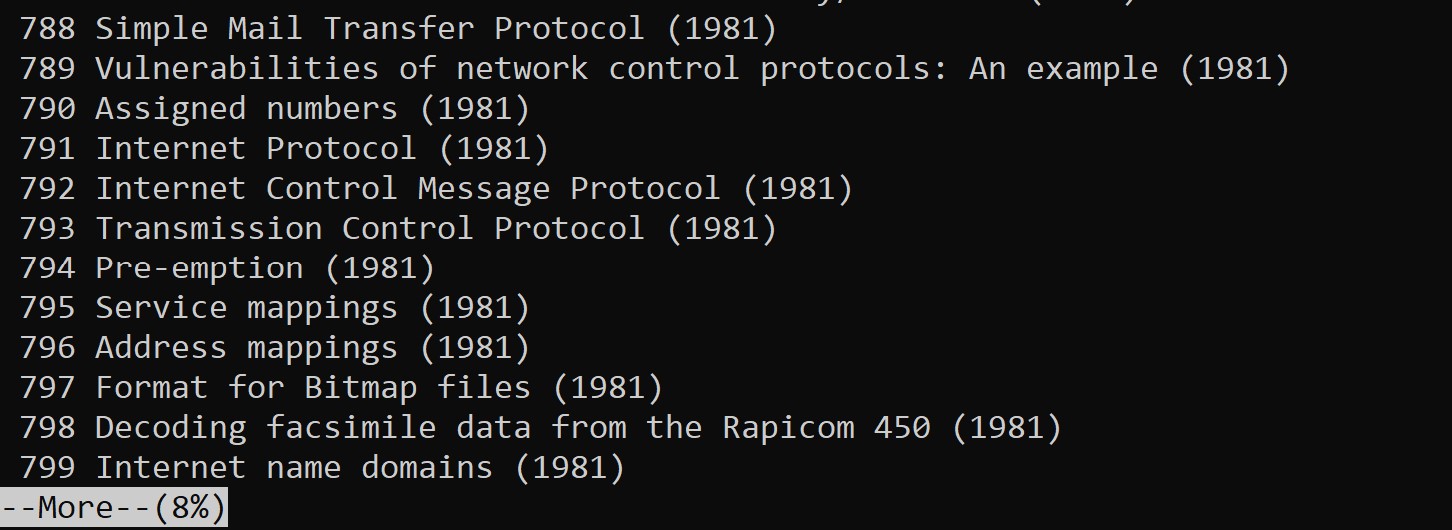 788 Simple Mail Transfer Protocol (1981)
789 Vulnerabilities of network control protocols: An example (1981)
790 Assigned numbers (1981)
791 Internet Protocol (1981)
792 Internet Control Message Protocol (1981)
793 Transmission Control Protocol (1981)
794 Pre-emption (1981)
795 Service mappings (1981)
796 Address mappings (1981)
797 Format for Bitmap files (1981)
798 Decoding facsimile data from the Rapicom 450 (1981)
799 Internet name domains (1981)
--More--(8%)